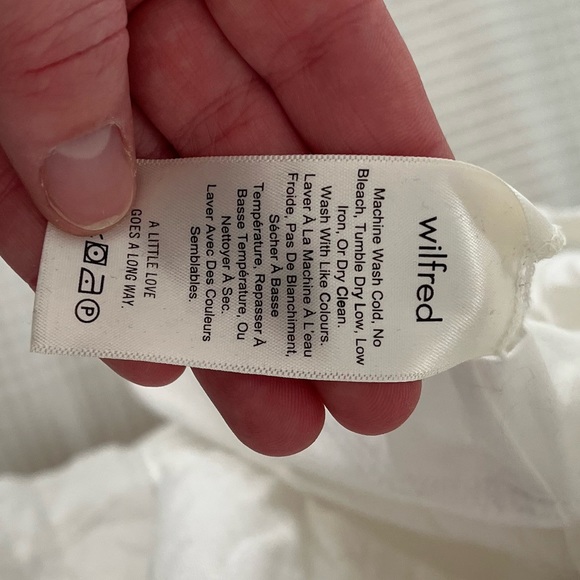 wilfred
Machine Wash Cold, No
Bleach, Tumble Dry Low, Low
Iron, Or Dry Clean.
Wash With Like Colours.
Laver À La Machine À L'eau
Froide, Pas De Blanchiment,
Sécher À Basse
Température, Repasser À
Basse Température, Ou
Nettoyer À Sec.
Laver Avec Des Couleurs
Semblables.
A LITTLE LOVE
GOES A LONG WAY.
P